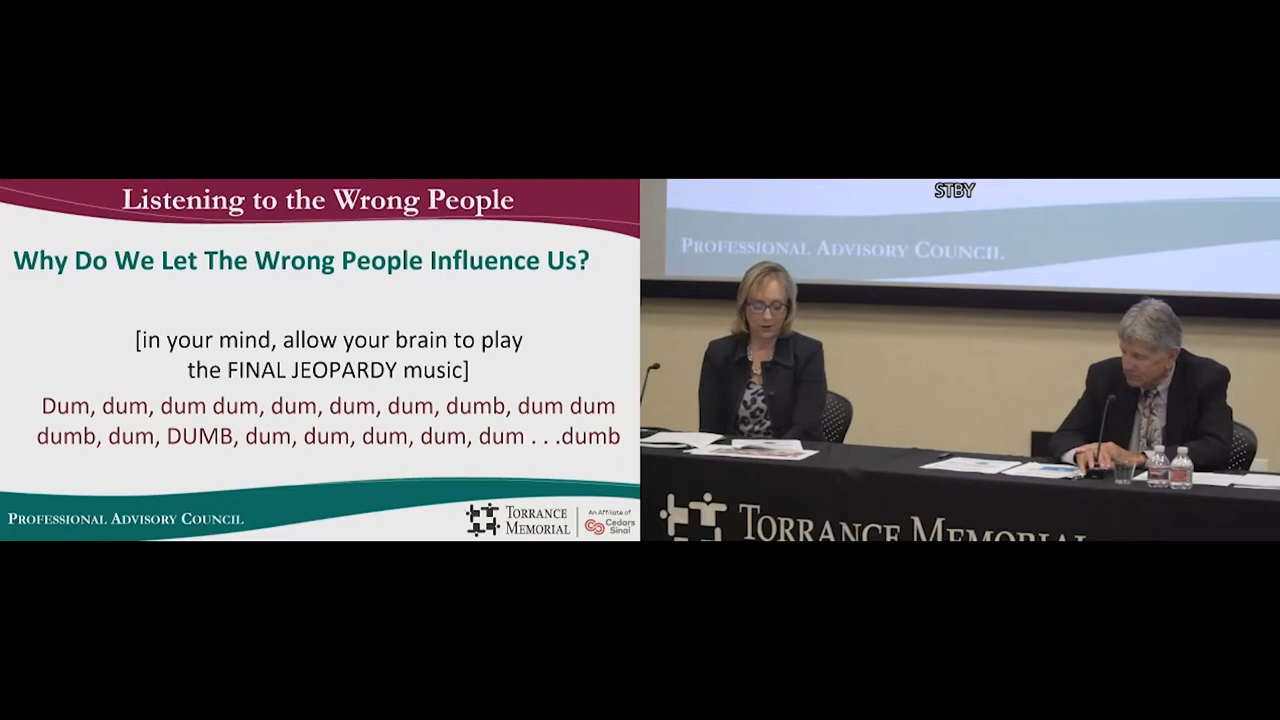 Listening to the Wrong People
Why Do We Let The Wrong People Influence Us?
[in your mind, allow your brain to play
the FINAL JEOPARDY music]
Dum, dum, dum dum, dum, dum, dum, dumb, dum dum
dumb, dum, DUMB, dum, dum, dum, dum, dum . . .dumb
PROFESSIONAL ADVISORY COUNCIL
TORRANCE
MEMORIAL
An Affiliate of
Cedars
Sinai
STBY
PROFESSIONAL ADVISORY COUNCIL
TORRANCE MEMORIAL